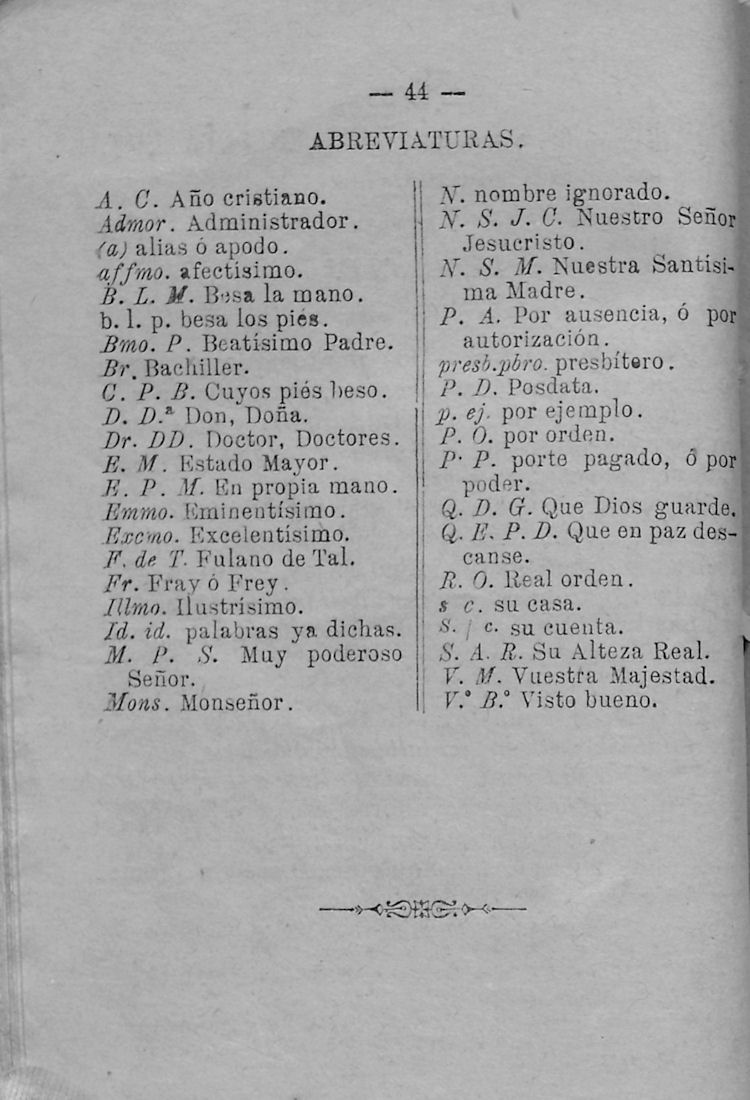 — 44 —
ABREVIATURAS.
A. C. Año cristiano.
Admor. Administrador.
(a) alias ó apodo.
affmo. afectísimo.
B. L. M. Besa la mano.
b. l. p. besa los piés.
Bmo. P. Beatísimo Padre.
Br. Bachiller.
C. P. B. Cuyos piés beso.
D. D.ª Don, Doña.
Dr. DD. Doctor, Doctores.
E. M. Estado Mayor.
E. P. M. En propia mano.
Emmo. Eminentísimo.
Excmo. Excelentísimo.
F. de T. Fulano de Tal.
Fr. Fray ó Frey.
Illmo. Ilustrísimo.
Id. id. palabras ya dichas.
M. P. S. Muy poderoso
Señor.
Mons. Monseñor.
N. nombre ignorado.
N. S. J. C. Nuestro Señor
Jesucristo.
N. S. M. Nuestra Santísi-
ma Madre.
P. A. Por ausencia, ó por
autorización.
presb.pbro. presbítero.
P. D. Posdata.
p. ej. por ejemplo.
P. O. por orden.
P. P. porte pagado, ó por
poder.
Q. D. G. Que Dios guarde.
Q. E. P. D. Que en paz des-
canse.
R. O. Real orden.
s c. su casa.
s. / c. su cuenta.
S. A. R. Su Alteza Real.
V. M. Vuestra Majestad.
V.º B.º Visto bueno.